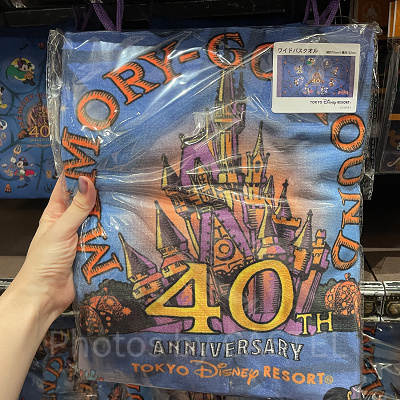 MEMORY-GO-ROUND
40TH
ANNIVERSARY
TOKYO Disney RESORT®
ワイドバスタオル
TOKYO Disney RESORT
40